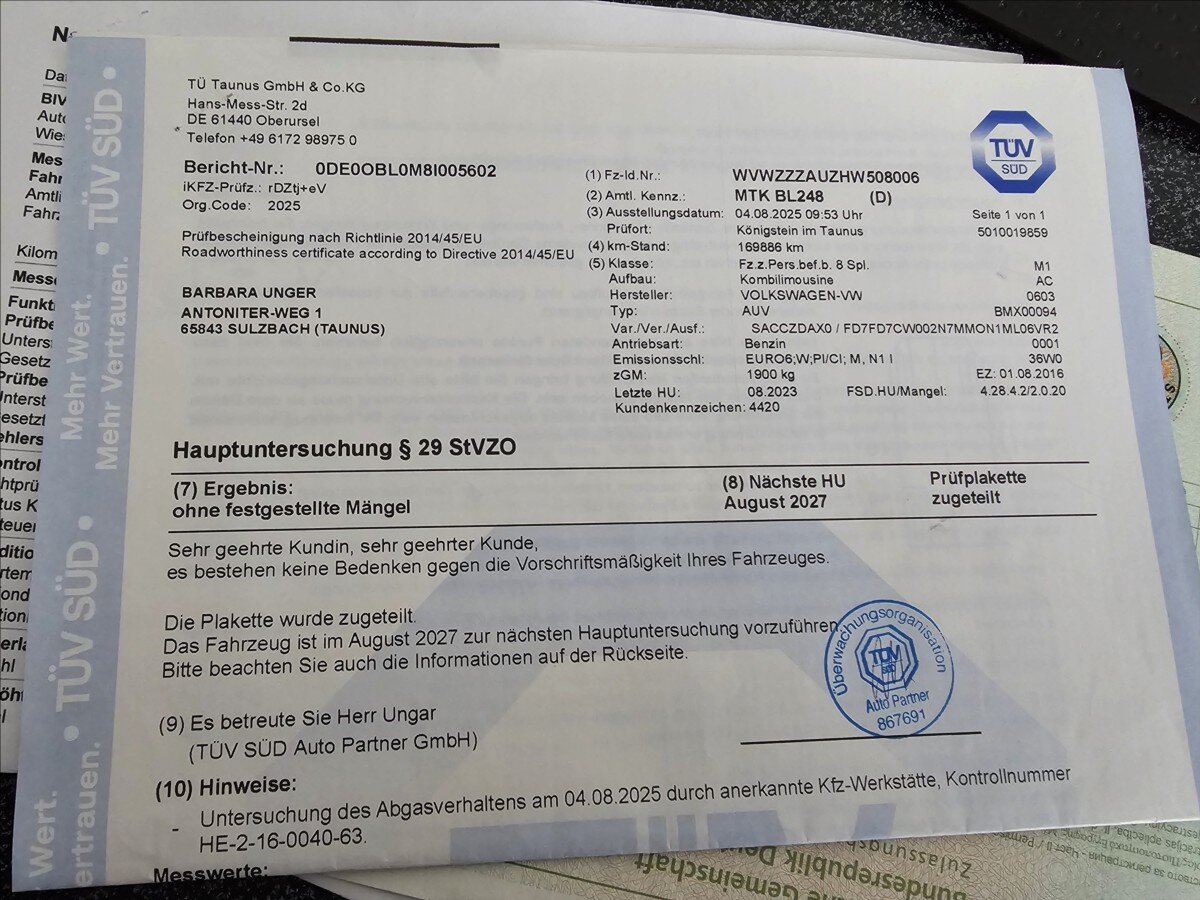 TÜ Taunus GmbH & Co.KG
Hans-Mess-Str. 2d
DE 61440 Oberursel
Telefon +49 6172 98975 0
Bericht-Nr.: 0DE0OBL0M8I005602
iKFZ-Prüfz.: rDZtj+eV
Org.Code: 2025
Prüfbescheinigung nach Richtlinie 2014/45/EU
Roadworthiness certificate according to Directive 2014/45/EU
BARBARA UNGER
ANTONITER-WEG 1
65843 SULZBACH (TAUNUS)
TÜV SÜD
(1) Fz-Id.Nr.: WVWZZZAUZHW508006
(2) Amtl. Kennz.: MTK BL248 (D)
(3) Ausstellungsdatum: 04.08.2025 09:53 Uhr Seite 1 von 1
Prüfort: Königstein im Taunus 5010019859
(4) km-Stand: 169886 km
(5) Klasse: Fz.z.Pers.bef.b. 8 Spl. M1
Aufbau: Kombilimousine AC
Hersteller: VOLKSWAGEN-VW 0603
Typ: AUV BMX00094
Var./Ver./Ausf.: SACCZDAX0 / FD7FD7CW002N7MMON1ML06VR2
Antriebsart: Benzin 0001
Emissionsschl: EURO6;W;PI/CI; M, N1 I 36W0
zGM: 1900 kg EZ: 01.08.2016
Letzte HU: 08.2023 FSD.HU/Mangel: 4.28.4.2/2.0.20
Kundenkennzeichen: 4420
Hauptuntersuchung § 29 StVZO
(7) Ergebnis: (8) Nächste HU Prüfplakette
ohne festgestellte Mängel August 2027 zugeteilt
Sehr geehrte Kundin, sehr geehrter Kunde,
es bestehen keine Bedenken gegen die Vorschriftsmäßigkeit Ihres Fahrzeuges.
Die Plakette wurde zugeteilt.
Das Fahrzeug ist im August 2027 zur nächsten Hauptuntersuchung vorzuführen
Bitte beachten Sie auch die Informationen auf der Rückseite.
Überwachungsorganisation
TÜV SÜD
Auto Partner
867691
(9) Es betreute Sie Herr Ungar
(TÜV SÜD Auto Partner GmbH)
(10) Hinweise:
- Untersuchung des Abgasverhaltens am 04.08.2025 durch anerkannte Kfz-Werkstätte, Kontrollnummer
HE-2-16-0040-63.
Messwerte:
• TÜV SÜD •
Mehr Wert.
Mehr Vertrauen.
• TÜV SÜD •
Wert.
ertrauen.
Kilom
Funkt
Gesetz
Bundesrepublik De
Zulassung
ne Gemeinschaft